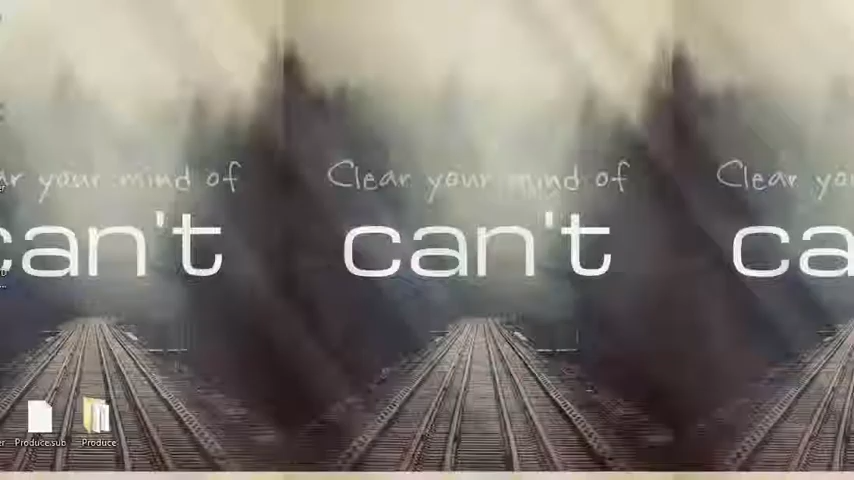 ar your mind of
can't
Clear your mind of
can't
Clear yo
ca
Produce.sub
Produce